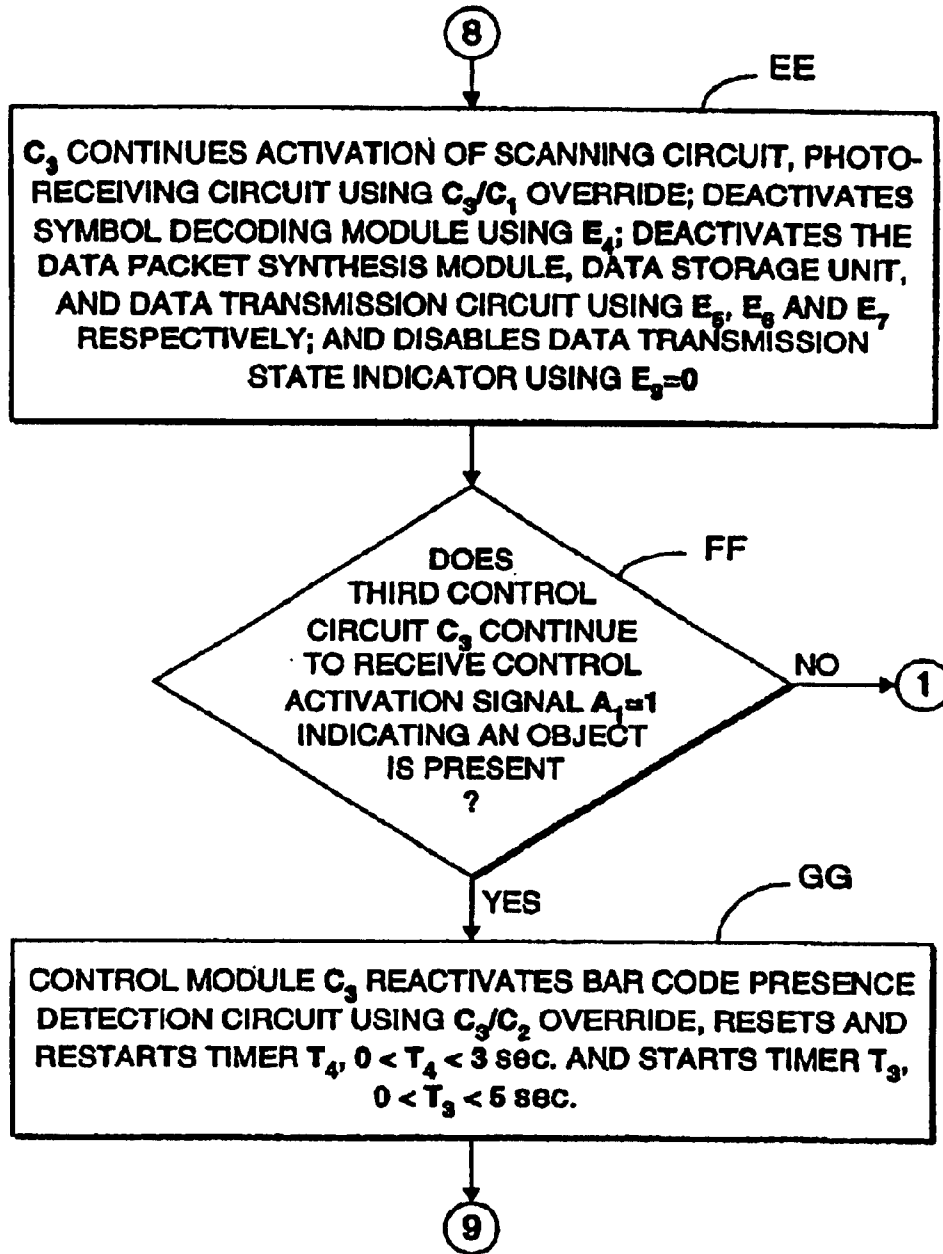 8
EE
C₃ CONTINUES ACTIVATION OF SCANNING CIRCUIT, PHOTO-
RECEIVING CIRCUIT USING C₃/C₁ OVERRIDE; DEACTIVATES
SYMBOL DECODING MODULE USING E₄; DEACTIVATES THE
DATA PACKET SYNTHESIS MODULE, DATA STORAGE UNIT,
AND DATA TRANSMISSION CIRCUIT USING E₅, E₆ AND E₇
RESPECTIVELY; AND DISABLES DATA TRANSMISSION
STATE INDICATOR USING E₉=0
FF
DOES
THIRD CONTROL
CIRCUIT C₃ CONTINUE
TO RECEIVE CONTROL
ACTIVATION SIGNAL A₁=1
INDICATING AN OBJECT
IS PRESENT
?
NO
1
YES
GG
CONTROL MODULE C₃ REACTIVATES BAR CODE PRESENCE
DETECTION CIRCUIT USING C₃/C₂ OVERRIDE, RESETS AND
RESTARTS TIMER T₄, 0 < T₄ < 3 sec. AND STARTS TIMER T₃,
0 < T₃ < 5 sec.
9